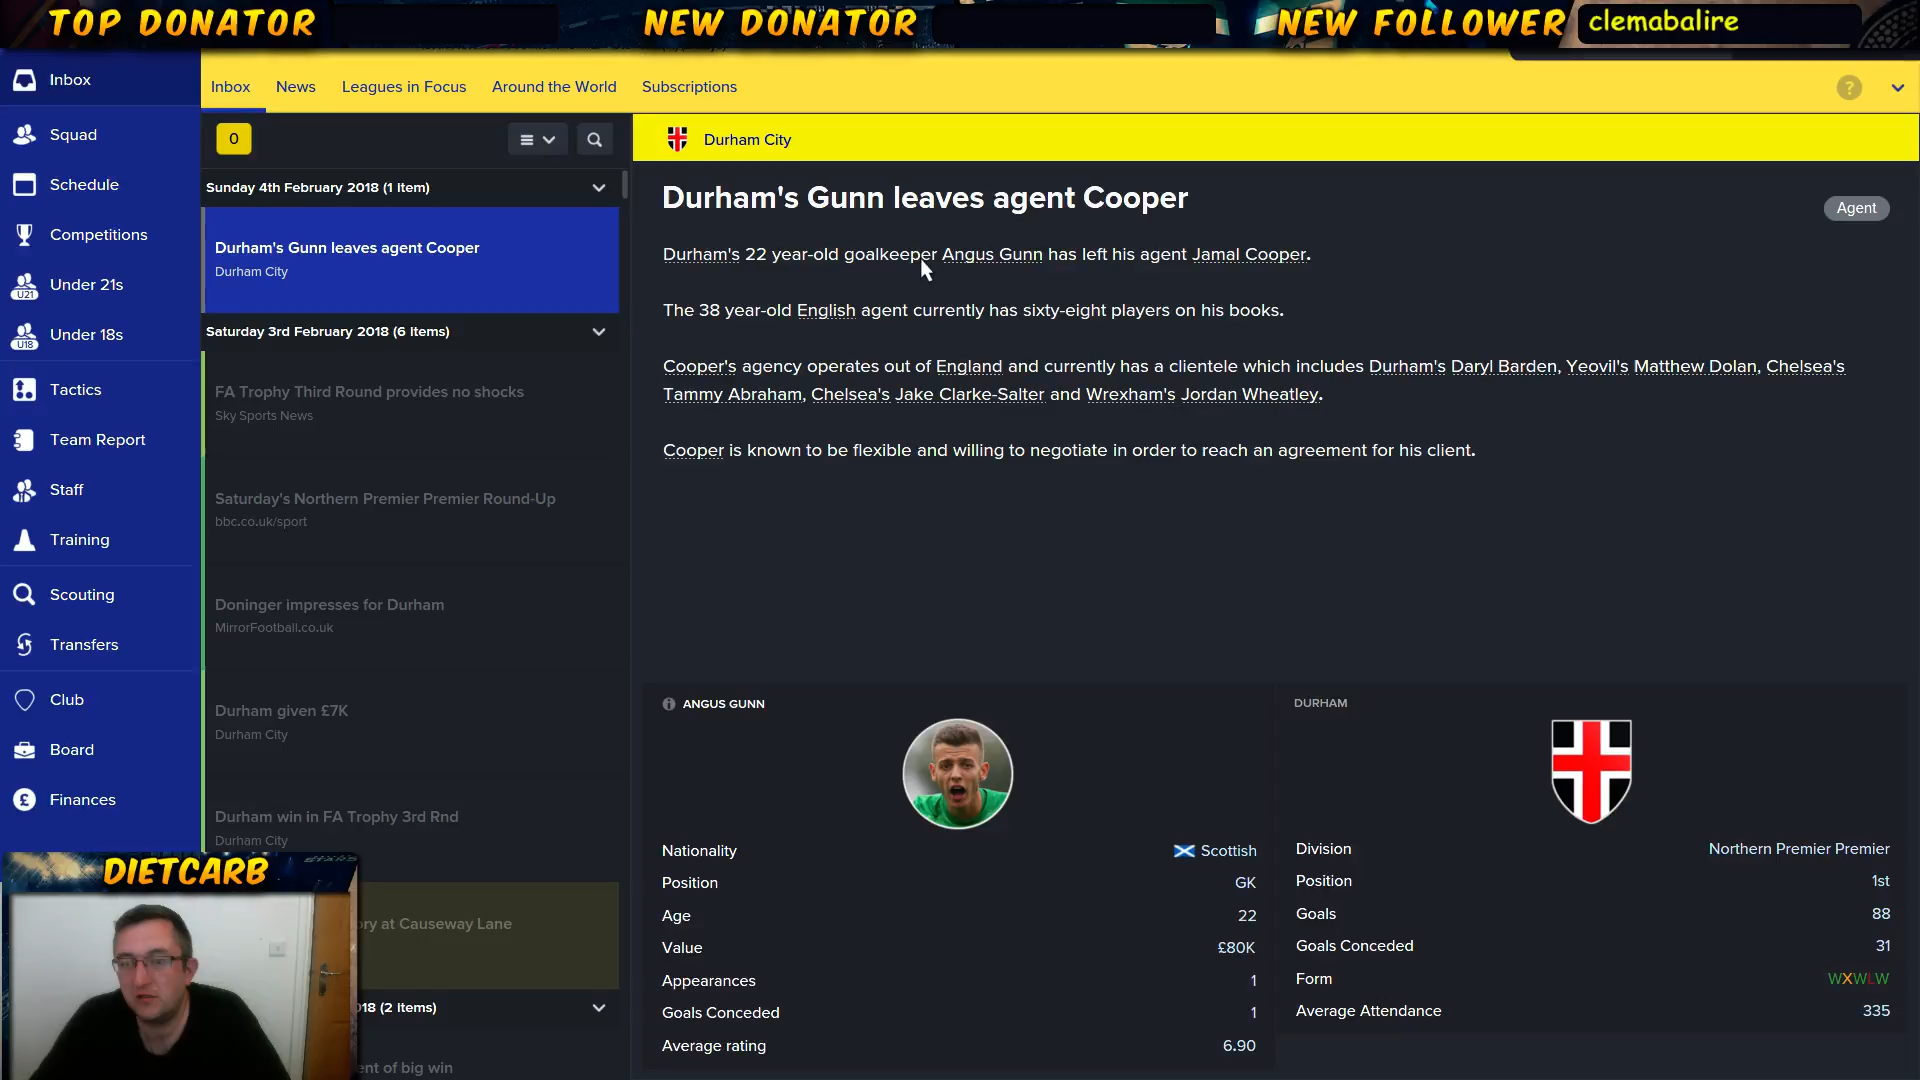 TOP DONATOR
NEW DONATOR
NEW FOLLOWER
clemabalire
Inbox
Squad
Schedule
Competitions
U21
Under 21s
U18
Under 18s
Tactics
Team Report
Staff
Training
Scouting
Transfers
Club
Board
Finances
Inbox
News
Leagues in Focus
Around the World
Subscriptions
?
0
Sunday 4th February 2018 (1 Item)
Durham's Gunn leaves agent Cooper
Durham City
Saturday 3rd February 2018 (6 Items)
FA Trophy Third Round provides no shocks
Sky Sports News
Saturday's Northern Premier Premier Round-Up
bbc.co.uk/sport
Doninger impresses for Durham
MirrorFootball.co.uk
Durham given £7K
Durham City
Durham win in FA Trophy 3rd Rnd
Durham City
ory at Causeway Lane
018 (2 Items)
ent of big win
DIETCARB
Durham City
Durham's Gunn leaves agent Cooper
Agent
Durham's 22 year-old goalkeeper Angus Gunn has left his agent Jamal Cooper.
The 38 year-old English agent currently has sixty-eight players on his books.
Cooper's agency operates out of England and currently has a clientele which includes Durham's Daryl Barden, Yeovil's Matthew Dolan, Chelsea's
Tammy Abraham, Chelsea's Jake Clarke-Salter and Wrexham's Jordan Wheatley.
Cooper is known to be flexible and willing to negotiate in order to reach an agreement for his client.
ANGUS GUNN
Nationality Scottish
Position GK
Age 22
Value £80K
Appearances 1
Goals Conceded 1
Average rating 6.90
DURHAM
Division Northern Premier Premier
Position 1st
Goals 88
Goals Conceded 31
Form WXWLW
Average Attendance 335